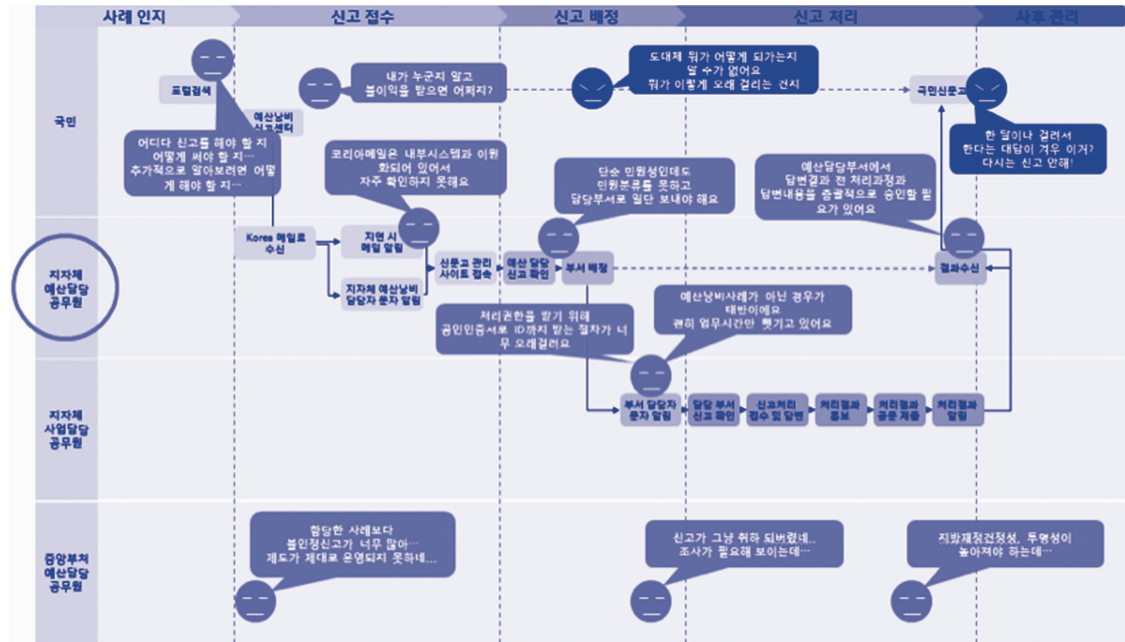 사례 인지
신고 접수
신고 배정
신고 처리
사후 관리
국민
포털검색
예산낭비
신고센터
어디다 신고를 해야 할 지
어떻게 써야 할 지…
추가적으로 알아보려면 어떻
게 해야 할 지…
내가 누군지 알고
불이익을 받으면 어쩌지?
도대체 뭐가 어떻게 되가는지
알 수가 없어요
뭐가 이렇게 오래 걸리는 건지
국민신문고
한 달이나 걸려서
한다는 대답이 겨우 이거?
다시는 신고 안해!
코리아메일은 내부시스템과 이원
화되어 있어서
자주 확인하지 못해요
단순 민원성인데도
민원분류를 못하고
담당부서로 일단 보내야 해요
예산담당부서에서
답변결과 전 처리과정과
답변내용을 총괄적으로 승인할 필
요가 있어요
지자체
예산담당
공무원
Korea 메일로
수신
지연 시
메일 알림
지자체 예산낭비
담당자 문자 알림
신문고 관리
사이트 접속
예산 담당
신고 확인
부서 배정
결과수신
처리권한를 받기 위해
공인인증서로 ID까지 받는 절차가 너
무 오래걸려요
예산낭비사례가 아닌 경우가
태반이에요
괜히 업무시간만 뺏기고 있어요
지자체
사업담당
공무원
부서 담당자
문자 알림
담당 부서
신고 확인
신고처리
접수 및 답변
처리결과
통보
처리결과
공문 제출
처리결과
알림
중앙부처
예산담당
공무원
합당한 사례보다
불인정신고가 너무 많아…
제도가 제대로 운영되지 못하네…
신고가 그냥 취하 되버렸네..
조사가 필요해 보이는데…
지방재정건정성, 투명성이
높아져야 하는데…